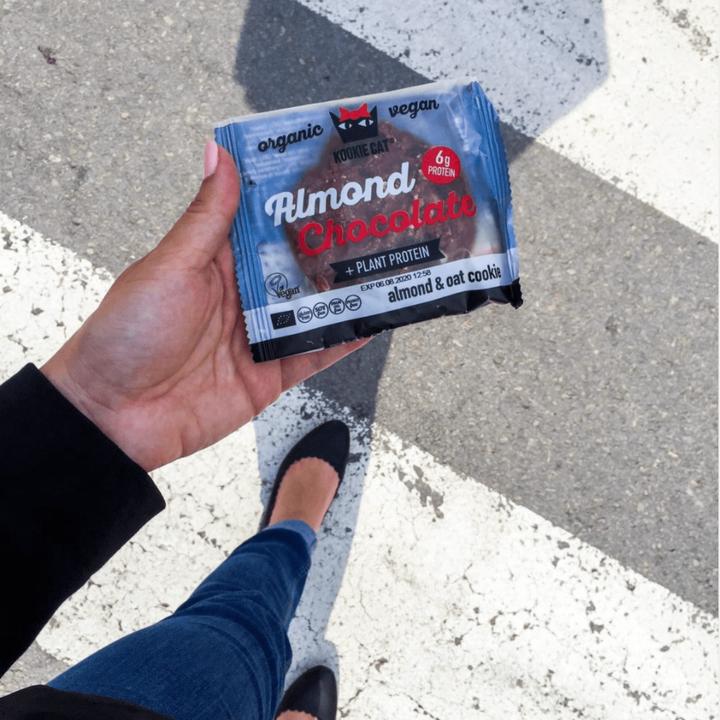 organic vegan
KOOKIE CAT
6g
PROTEIN
Almond
Chocolate
+ PLANT PROTEIN
EXP 06.08.2020 12:58
almond & oat cookie
vegan